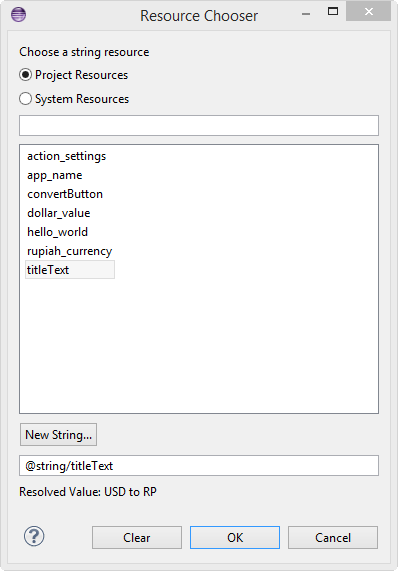 Resource Chooser
Choose a string resource
Project Resources
System Resources
action_settings
app_name
convertButton
dollar_value
hello_world
rupiah_currency
titleText
New String...
@string/titleText
Resolved Value: USD to RP
?
Clear
OK
Cancel